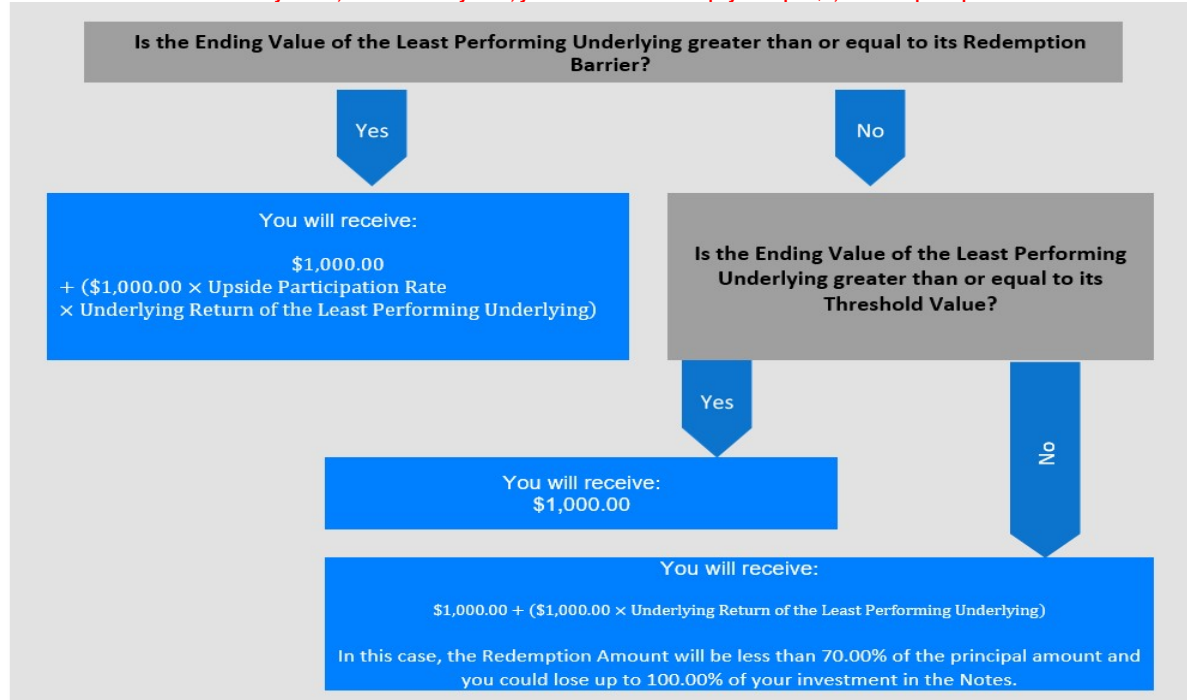 Is the Ending Value of the Least Performing Underlying greater than or equal to its Redemption
Barrier?
Yes
No
You will receive:
$1,000.00
+ ($1,000.00 × Upside Participation Rate
× Underlying Return of the Least Performing Underlying)
Is the Ending Value of the Least Performing
Underlying greater than or equal to its
Threshold Value?
Yes
No
You will receive:
$1,000.00
You will receive:
$1,000.00 + ($1,000.00 × Underlying Return of the Least Performing Underlying)
In this case, the Redemption Amount will be less than 70.00% of the principal amount and
you could lose up to 100.00% of your investment in the Notes.